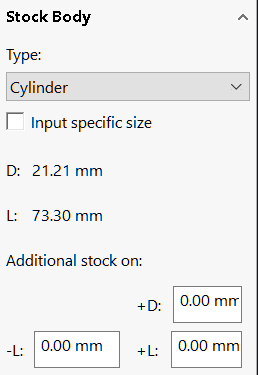 Stock Body
Type:
Cylinder
Input specific size
D: 21.21 mm
L: 73.30 mm
Additional stock on:
+D: 0.00 mm
-L: 0.00 mm +L: 0.00 mm